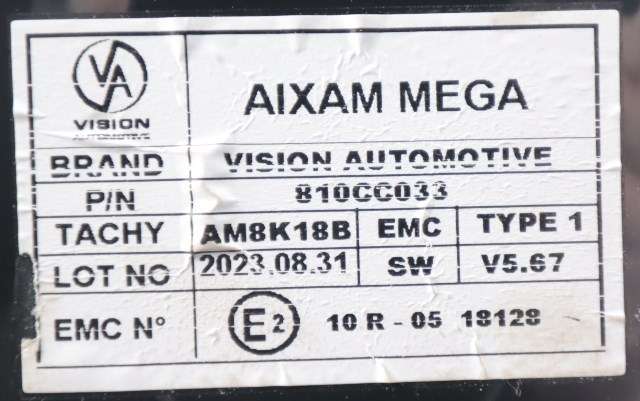 VA
VISION
AUTOMOTIVE
AIXAM MEGA
BRAND VISION AUTOMOTIVE
P/N 810CC033
TACHY AM8K18B EMC TYPE 1
LOT NO 2023.08.31 SW V5.67
EMC N° E2 10 R - 05 18128